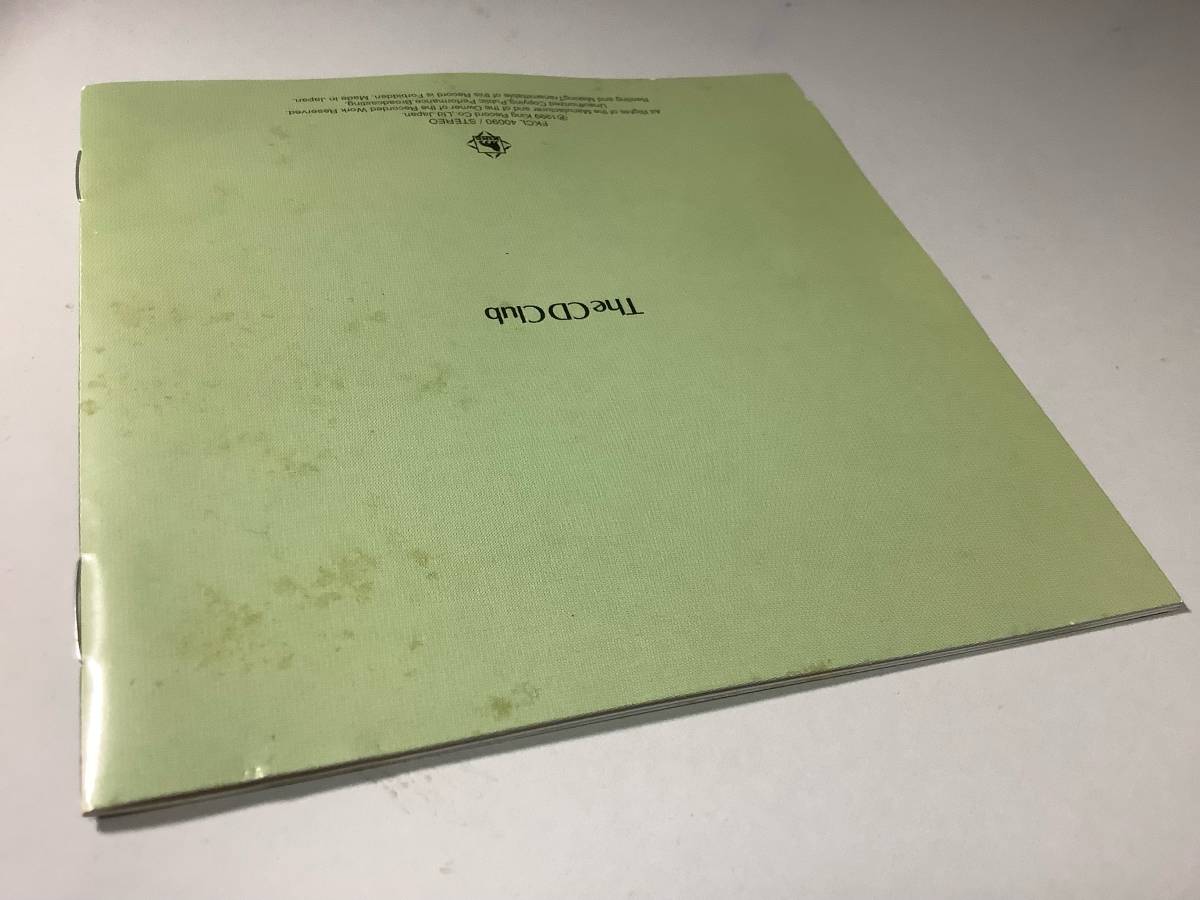 The CD Club
FKCL 40090 / STEREO
Ⓟ1999 King Record Co.,Ltd Japan.
All Rights of the Manufacturer and of the Owner of the Recorded Work Reserved.
Unauthorized Copying,Public Performance Broadcasting,
Renting and Making Transmittable of this Record is Forbidden. Made in Japan.